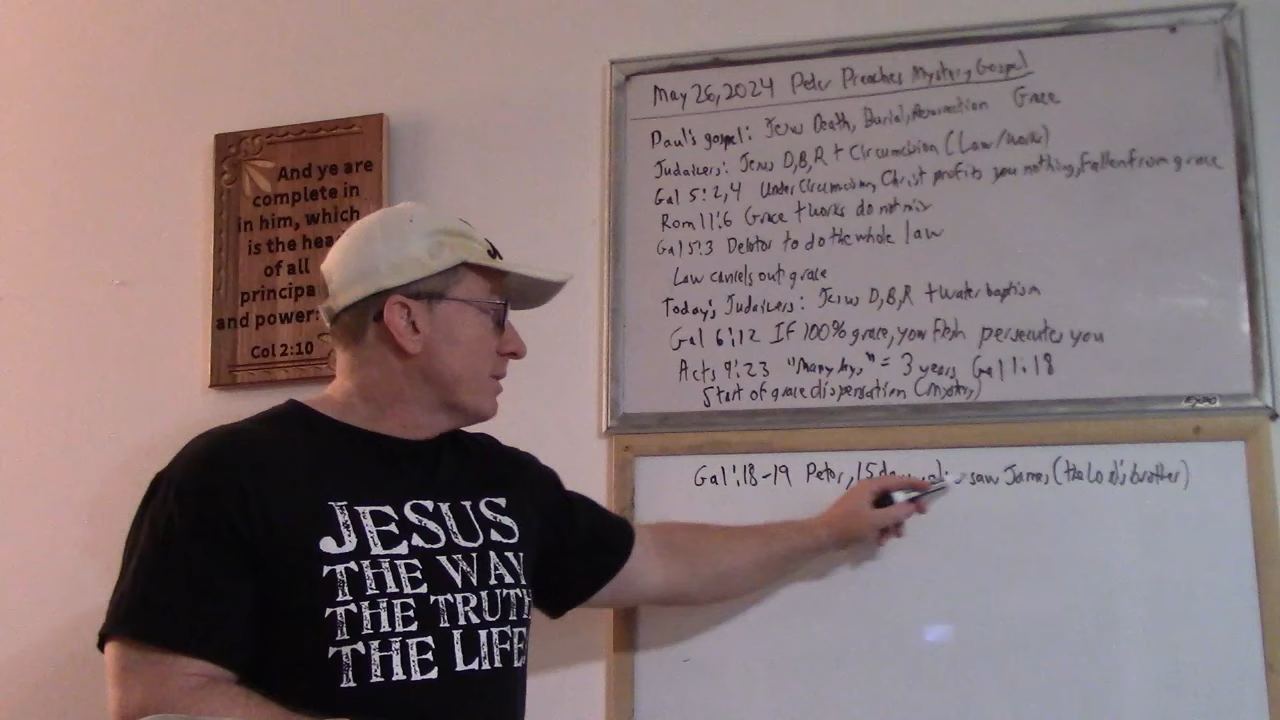 And ye are
complete in
in him, which
is the hea
of all
principa
and power:
Col 2:10
JESUS
THE WAY
THE TRUTH
THE LIFE
May 26, 2024 Peter Preaches Mystery Gospel
Paul's gospel: Jesus Death, Burial, Resurrection Grace
Judaizers: Jesus D, B, R + Circumcision (Law/works)
Gal 5:2,4 Under Circumcision, Christ profits you nothing, fallen from grace
Rom 11:6 Grace + works do not mix
Gal 5:3 Debtor to do the whole law
Law cancels out grace
Today's Judaizers: Jesus D, B, R + water baptism
Gal 6:12 If 100% grace, your flesh persecutes you
Acts 9:23 "Many days" = 3 years Gal 1:18
Start of grace dispensation (mystery)
EXPO
Gal 1:18-19 Peter, 15 saw James (the Lord's brother)